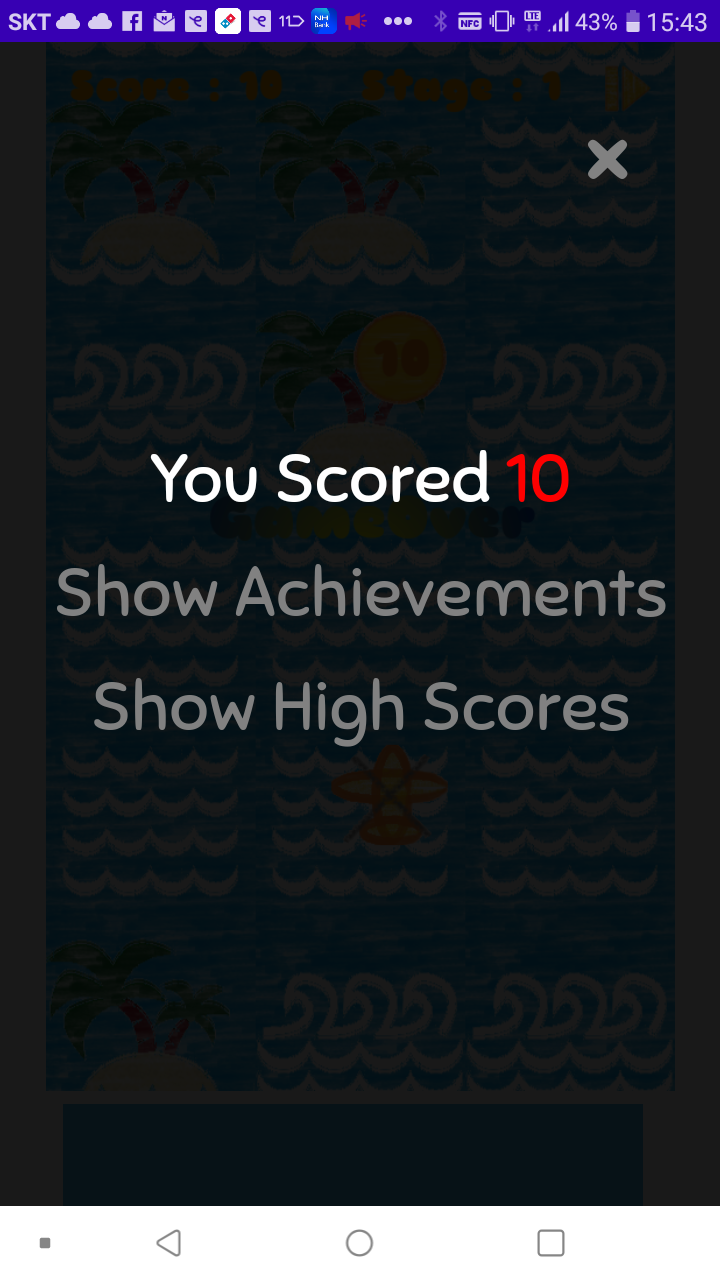 SKT 11 NH Bank NFC LTE 43% 15:43
Score : 10 Stage : 1
10
You Scored 10
GameOver
Show Achievements
Show High Scores